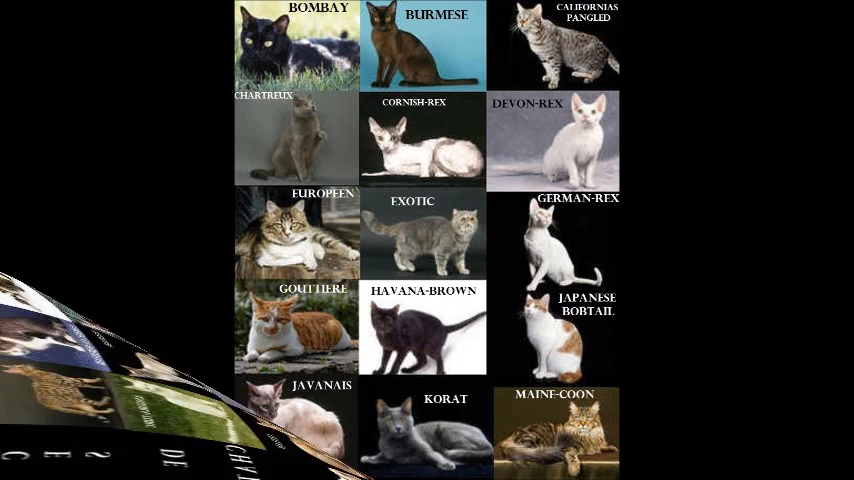 BOMBAY
BURMESE
CALIFORNIAS
PANGLED
CHARTREUX
CORNISH-REX
DEVON-REX
EUROPEEN
EXOTIC
GERMAN-REX
GOUTTIERE
HAVANA-BROWN
JAPANESE
BOBTAIL
JAVANAIS
KORAT
MAINE-COON
DE